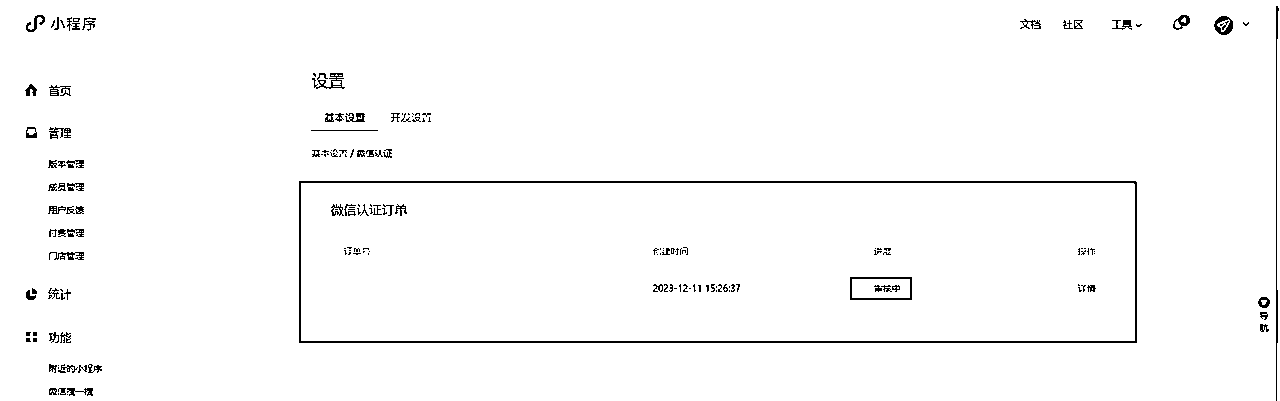 小程序
文档 社区 工具
首页
管理
版本管理
成员管理
用户反馈
付费管理
门店管理
统计
功能
附近的小程序
微信搜一搜
设置
基本设置 开发设置
基本设置 / 微信认证
微信认证订单
订单号 创建时间 进度 操作
2023-12-11 15:26:37 审核中 详情
导航